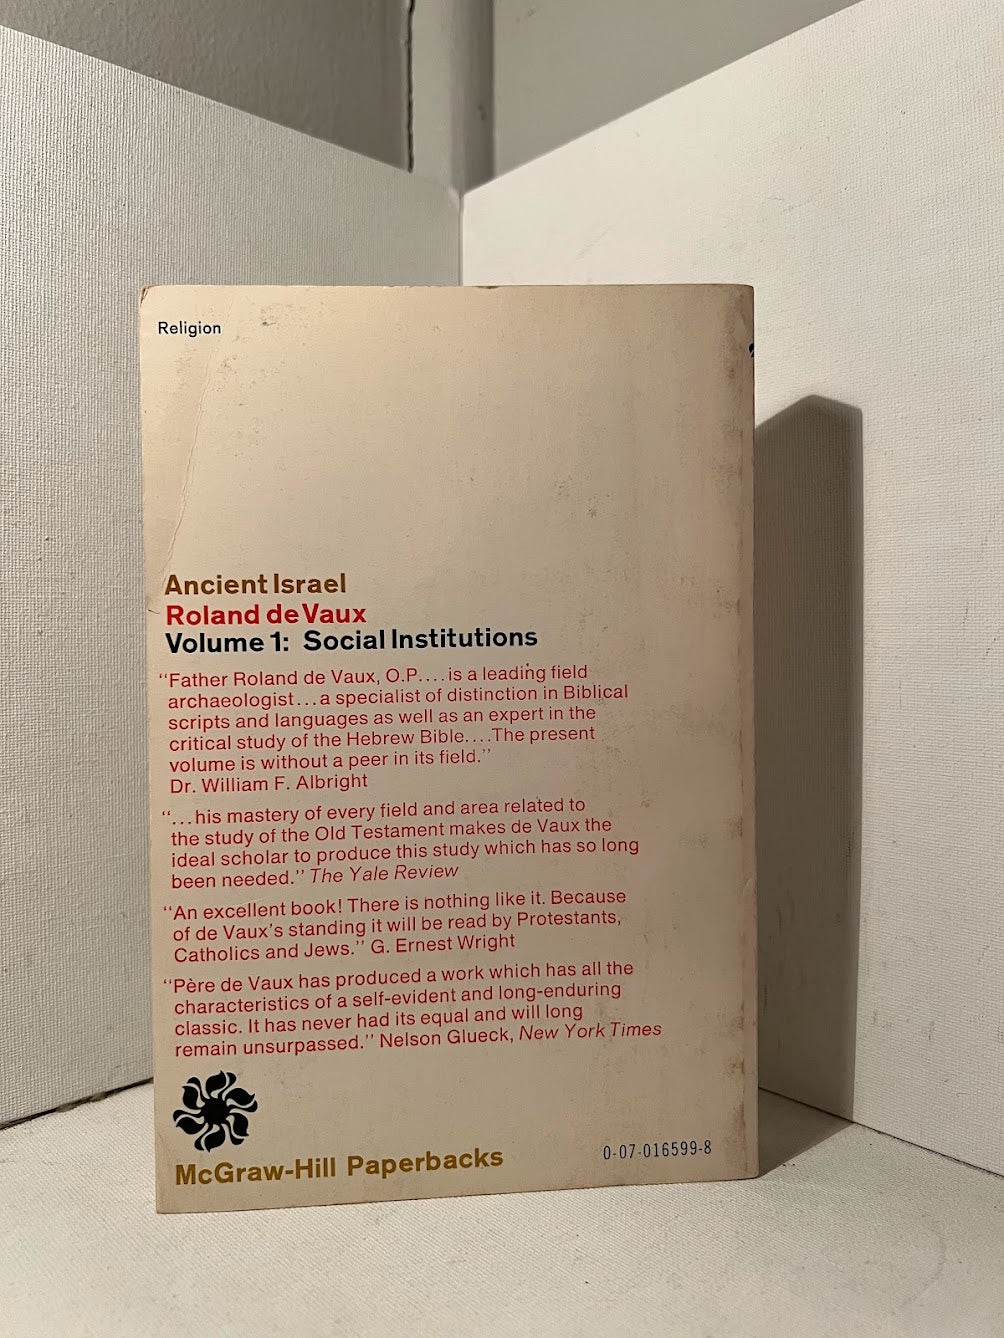 Religion
Ancient Israel
Roland de Vaux
Volume 1: Social Institutions
“Father Roland de Vaux, O.P.... is a leading field
archaeologist...a specialist of distinction in Biblical
scripts and languages as well as an expert in the
critical study of the Hebrew Bible....The present
volume is without a peer in its field.”
Dr. William F. Albright
“...his mastery of every field and area related to
the study of the Old Testament makes de Vaux the
ideal scholar to produce this study which has so long
been needed.” The Yale Review
“An excellent book! There is nothing like it. Because
of de Vaux’s standing it will be read by Protestants,
Catholics and Jews.” G. Ernest Wright
“Père de Vaux has produced a work which has all the
characteristics of a self-evident and long-enduring
classic. It has never had its equal and will long
remain unsurpassed.” Nelson Glueck, New York Times
McGraw-Hill Paperbacks
0-07-016599-8